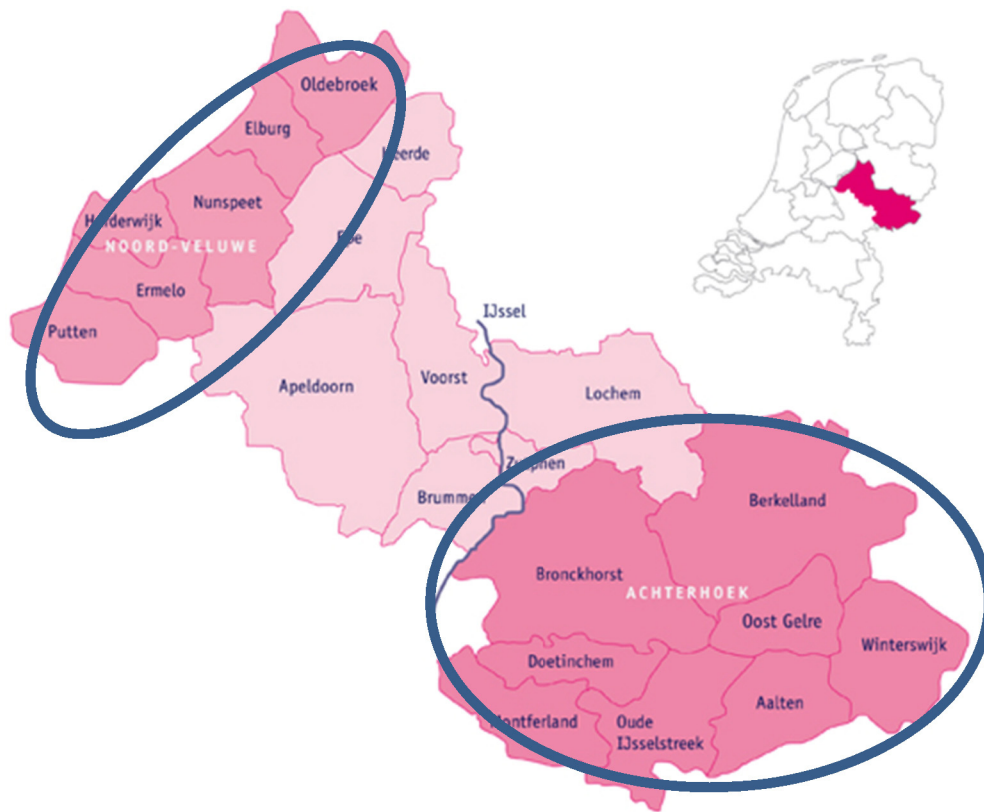 Oldebroek
Elburg
Heerde
Nunspeet
Harderwijk
Epe
NOORD-VELUWE
Ermelo
IJssel
Putten
Voorst
Apeldoorn
Lochem
Zutphen
Brummen
Berkelland
Bronckhorst
ACHTERHOEK
Oost Gelre
Winterswijk
Doetinchem
Aalten
Montferland
Oude
IJsselstreek